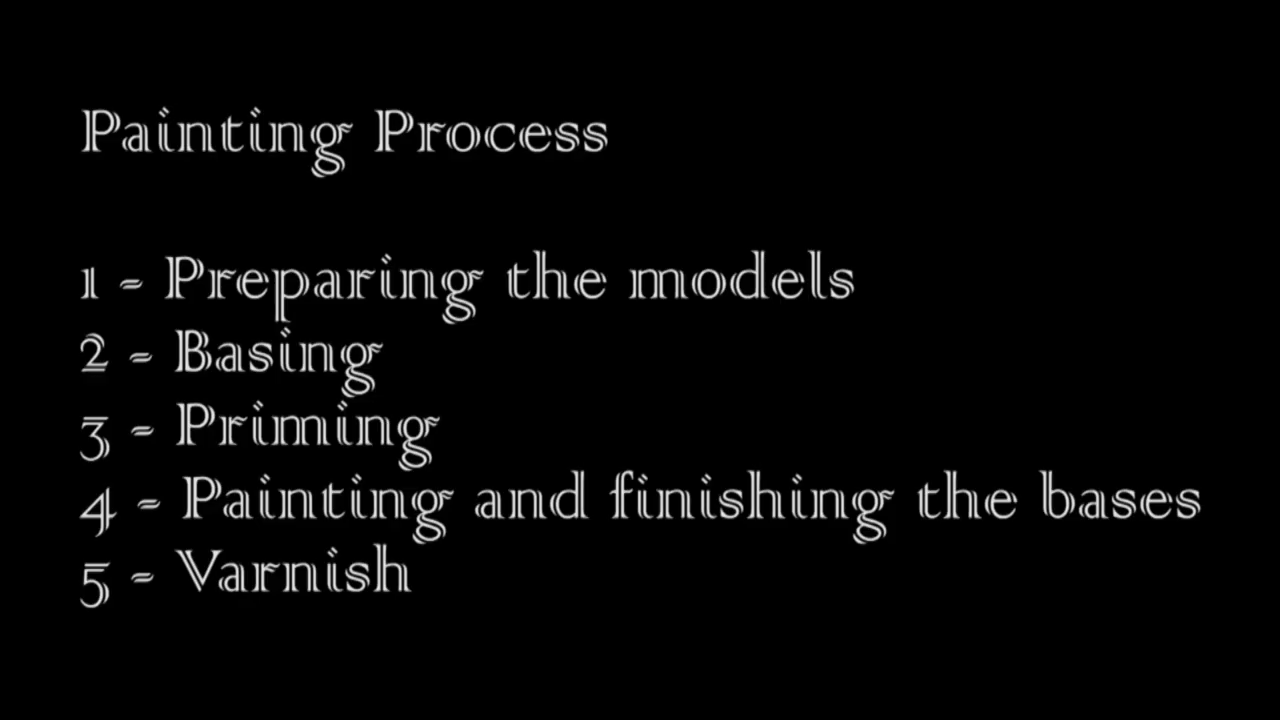 Painting Process
1 - Preparing the models
2 - Basing
3 - Priming
4 - Painting and finishing the bases
5 - Varnish